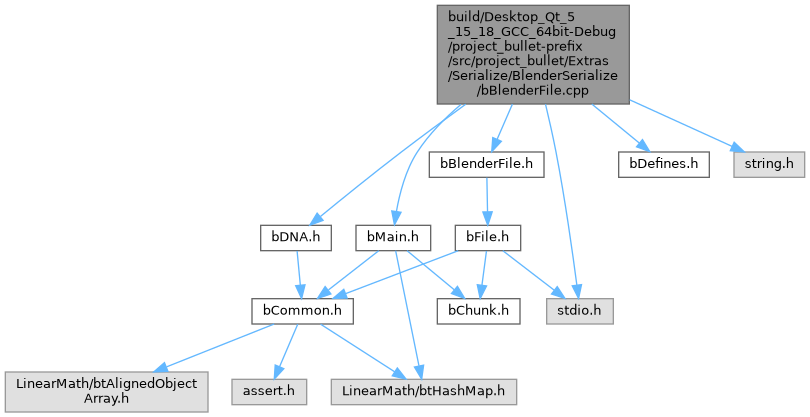 build/Desktop_Qt_5
_15_18_GCC_64bit-Debug
/project_bullet-prefix
/src/project_bullet/Extras
/Serialize/BlenderSerialize
/bBlenderFile.cpp
bBlenderFile.h
bDefines.h
string.h
bDNA.h
bMain.h
bFile.h
bCommon.h
bChunk.h
stdio.h
LinearMath/btAlignedObject
Array.h
assert.h
LinearMath/btHashMap.h